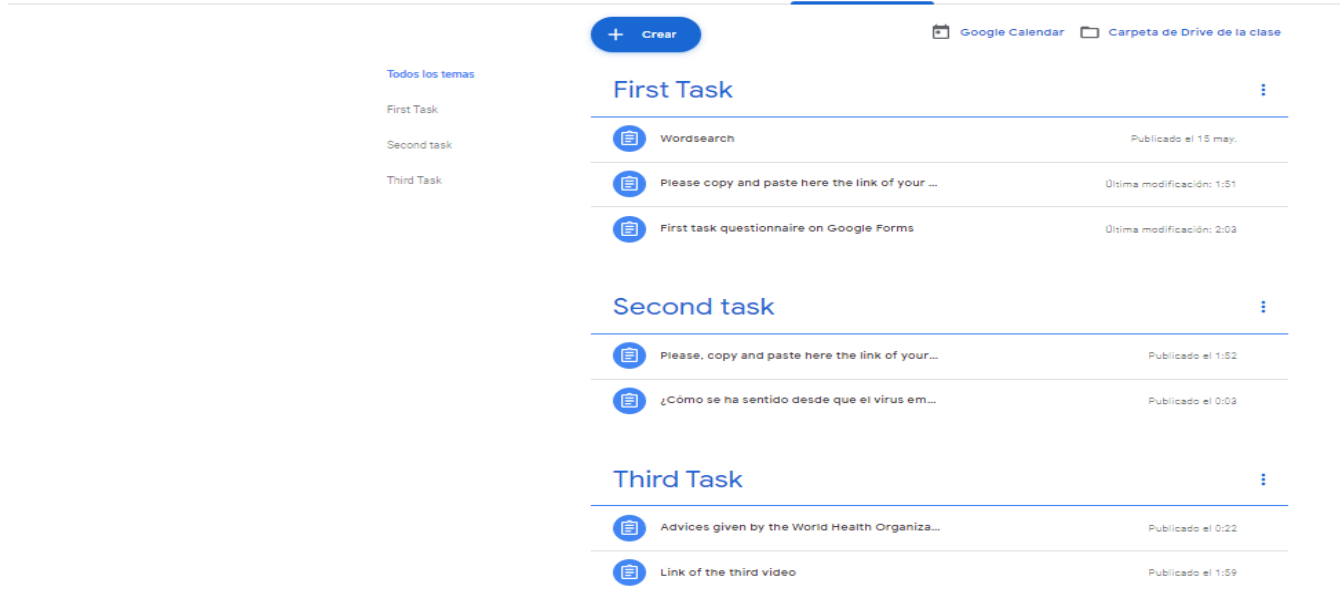 Crear
Google Calendar
Carpeta de Drive de la clase
Todos los temas
First Task
Second task
Third Task
First Task
Wordsearch
Publicado el 15 may.
Please copy and paste here the link of your ...
Última modificación: 1:51
First task questionnaire on Google Forms
Última modificación: 2:03
Second task
Please, copy and paste here the link of your...
Publicado el 1:52
¿Cómo se ha sentido desde que el virus em...
Publicado el 0:03
Third Task
Advices given by the World Health Organiza...
Publicado el 0:22
Link of the third video
Publicado el 1:59